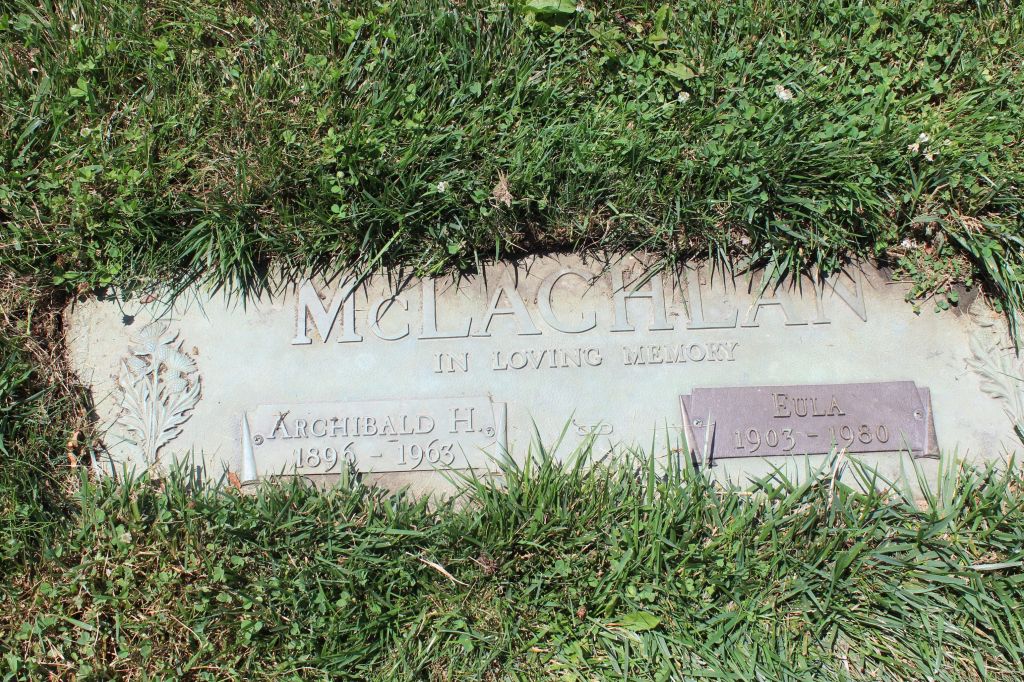 McLACHLAN
IN LOVING MEMORY
ARCHIBALD H.
1896 - 1963
EULA
1903 - 1980